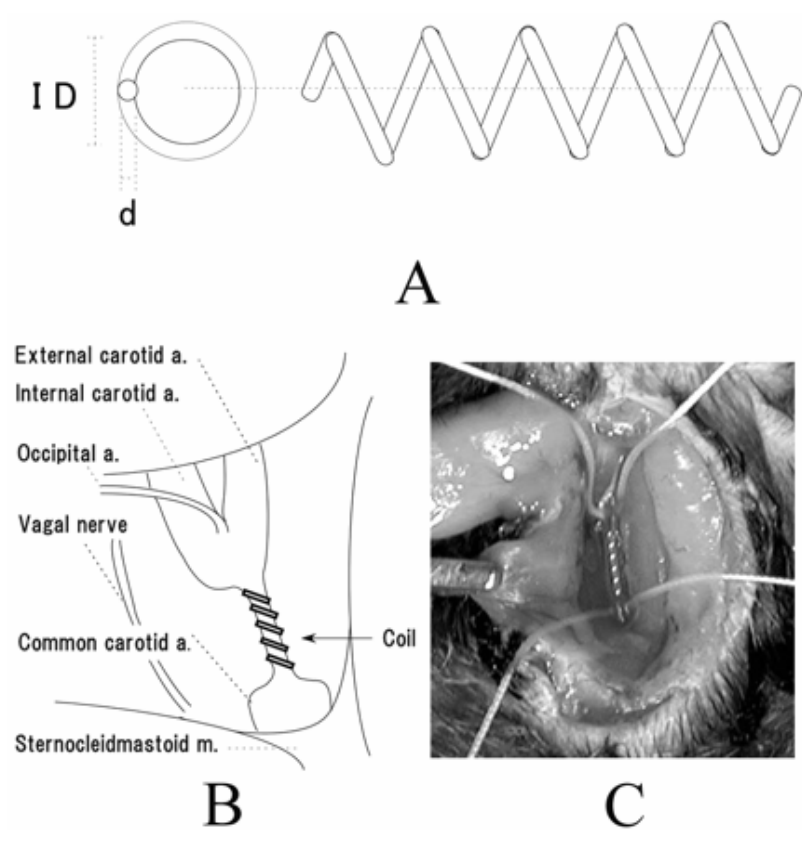 I D
d
A
External carotid a.
Internal carotid a.
Occipital a.
Vagal nerve
Common carotid a.
Coil
Sternocleidmastoid m.
B
C